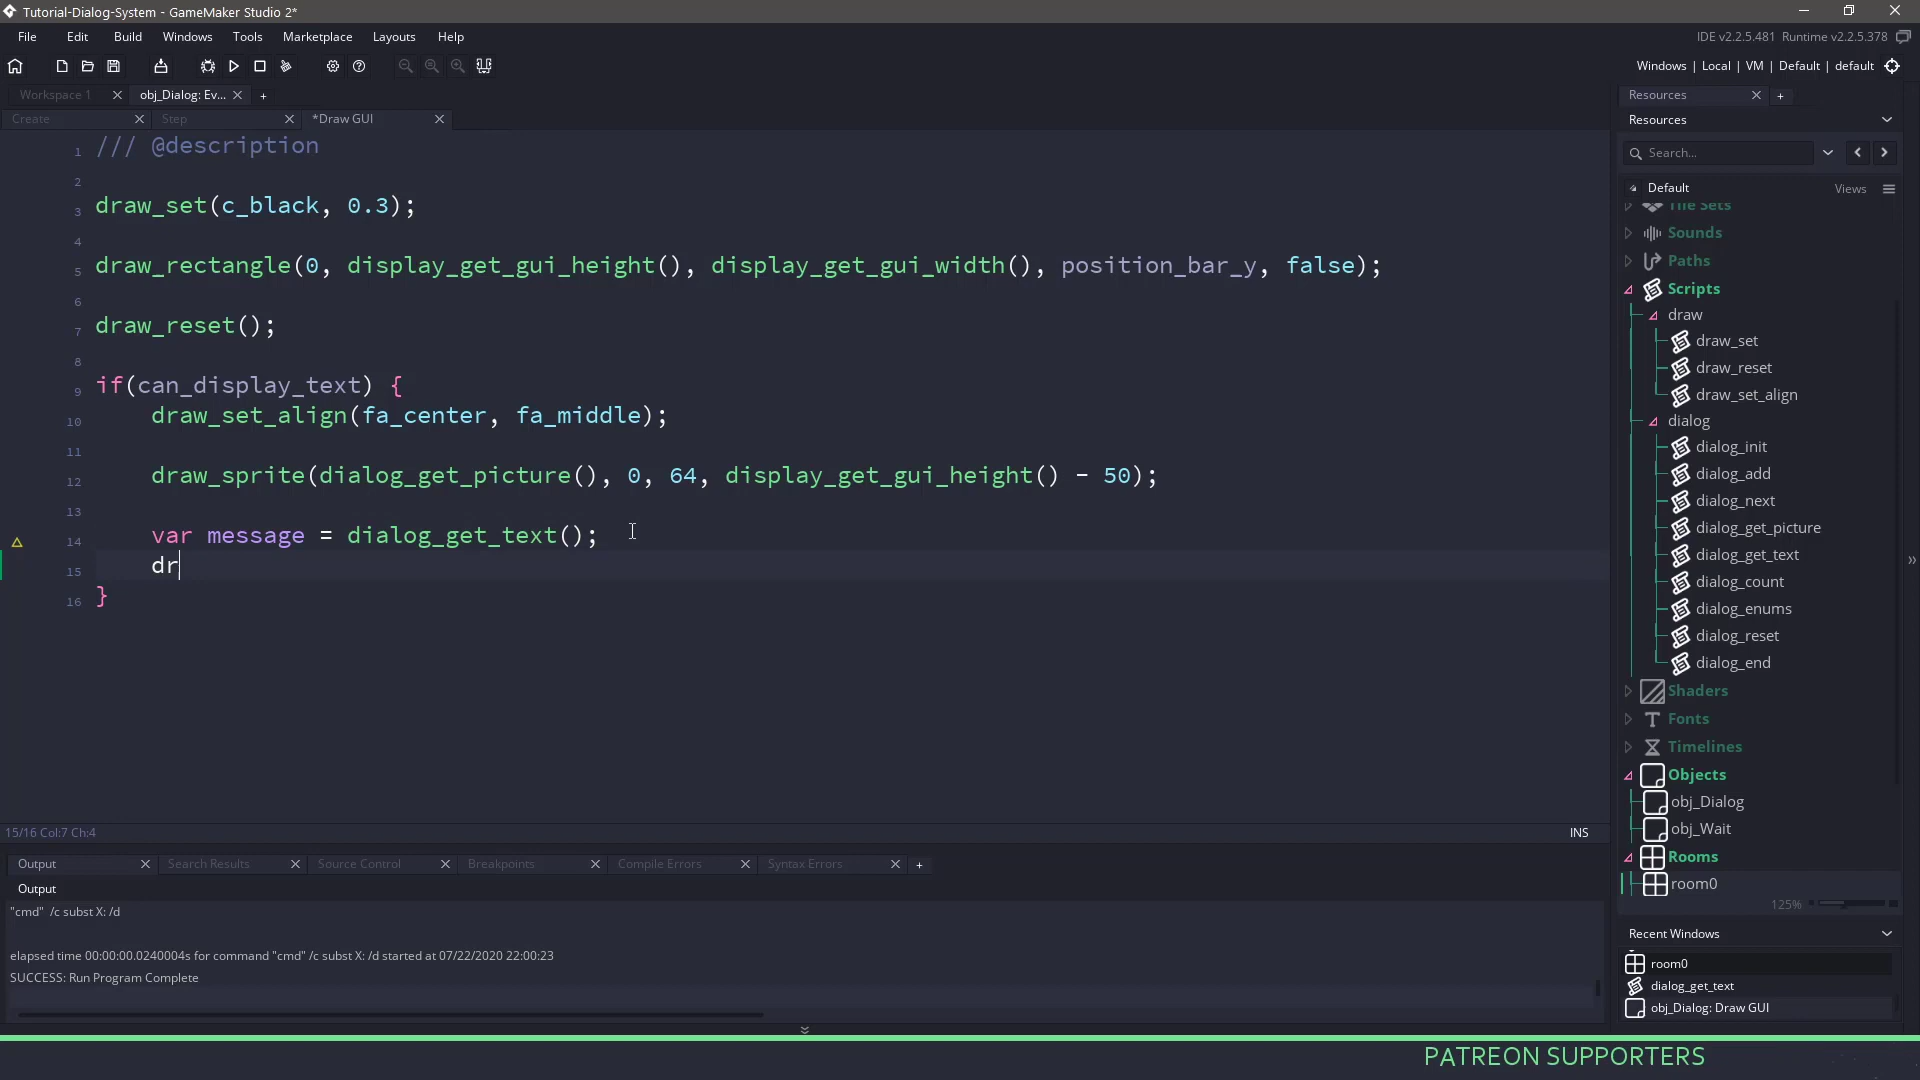 Tutorial-Dialog-System - GameMaker Studio 2*
File Edit Build Windows Tools Marketplace Layouts Help
IDE v2.2.5.481 Runtime v2.2.5.378
Windows | Local | VM | Default | default
Workspace 1 obj_Dialog: Ev... +
Create Step *Draw GUI
1 /// @description
2
3 draw_set(c_black, 0.3);
4
5 draw_rectangle(0, display_get_gui_height(), display_get_gui_width(), position_bar_y, false);
6
7 draw_reset();
8
9 if(can_display_text) {
10 draw_set_align(fa_center, fa_middle);
11
12 draw_sprite(dialog_get_picture(), 0, 64, display_get_gui_height() - 50);
13
14 var message = dialog_get_text();
15 dr
16 }
15/16 Col:7 Ch:4
INS
Output Search Results Source Control Breakpoints Compile Errors Syntax Errors +
Output
"cmd" /c subst X: /d
elapsed time 00:00:00.0240004s for command "cmd" /c subst X: /d started at 07/22/2020 22:00:23
SUCCESS: Run Program Complete
Resources +
Resources
Search...
Default Views
Tile Sets
Sounds
Paths
Scripts
draw
draw_set
draw_reset
draw_set_align
dialog
dialog_init
dialog_add
dialog_next
dialog_get_picture
dialog_get_text
dialog_count
dialog_enums
dialog_reset
dialog_end
Shaders
Fonts
Timelines
Objects
obj_Dialog
obj_Wait
Rooms
room0
125%
Recent Windows
room0
dialog_get_text
obj_Dialog: Draw GUI
PATREON SUPPORTERS